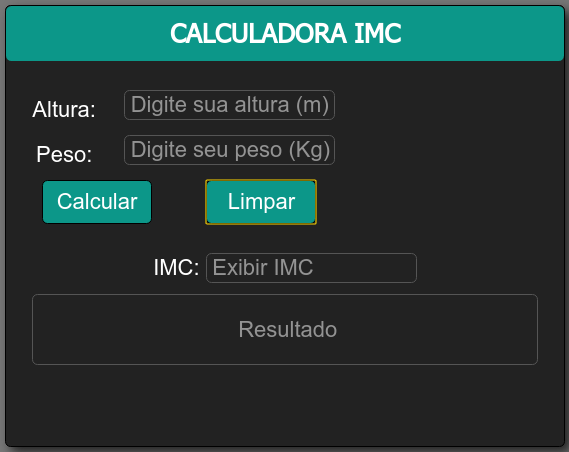 CALCULADORA IMC
Altura: Digite sua altura (m)
Peso: Digite seu peso (Kg)
Calcular Limpar
IMC: Exibir IMC
Resultado